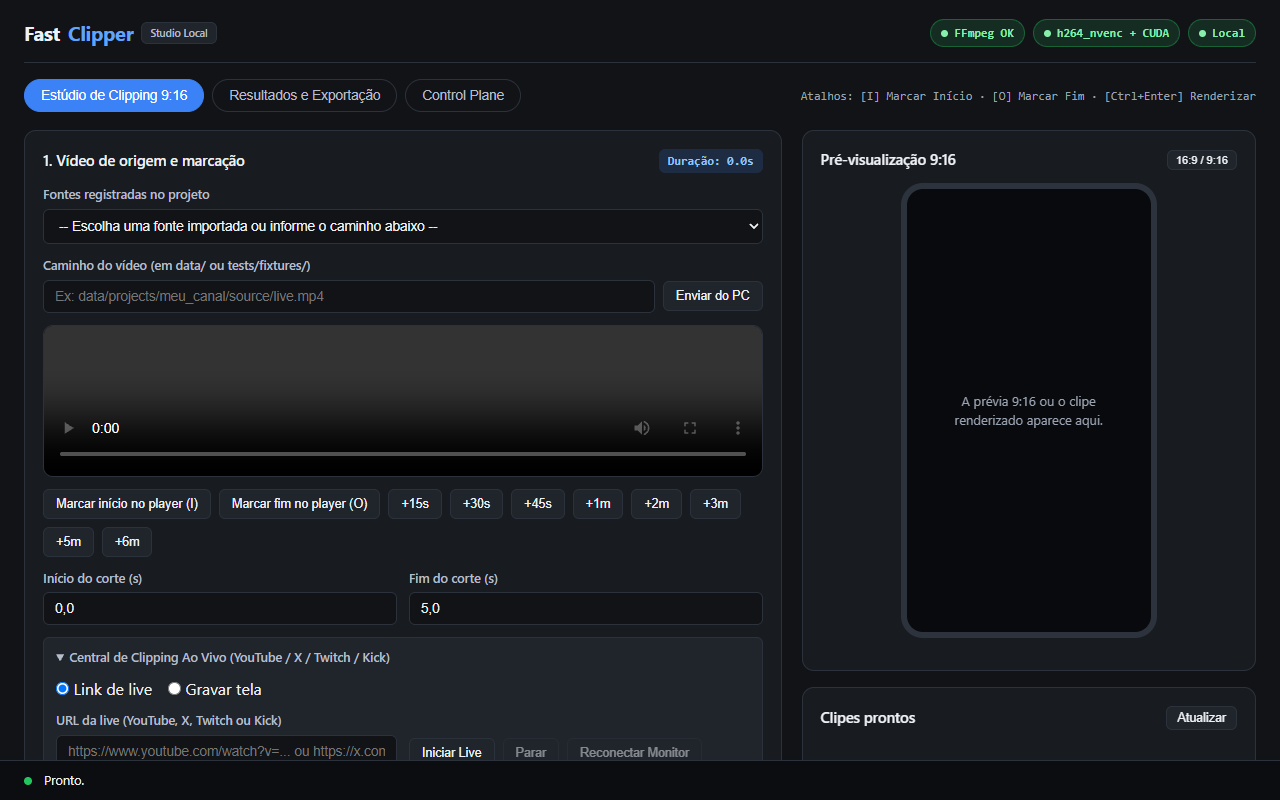 Fast Clipper Studio Local
FFmpeg OK h264_nvenc + CUDA Local
Estúdio de Clipping 9:16 Resultados e Exportação Control Plane
Atalhos: [I] Marcar Início · [O] Marcar Fim · [Ctrl+Enter] Renderizar
1. Vídeo de origem e marcação
Duração: 0.0s
Fontes registradas no projeto
-- Escolha uma fonte importada ou informe o caminho abaixo --
Caminho do vídeo (em data/ ou tests/fixtures/)
Ex: data/projects/meu_canal/source/live.mp4
Enviar do PC
0:00
Marcar início no player (I) Marcar fim no player (O) +15s +30s +45s +1m +2m +3m
+5m +6m
Início do corte (s) Fim do corte (s)
0,0 5,0
▼ Central de Clipping Ao Vivo (YouTube / X / Twitch / Kick)
Link de live Gravar tela
URL da live (YouTube, X, Twitch ou Kick)
https://www.youtube.com/watch?v=... ou https://x.con
Iniciar Live Parar Reconectar Monitor
Pré-visualização 9:16
16:9 / 9:16
A prévia 9:16 ou o clipe
renderizado aparece aqui.
Clipes prontos
Atualizar
Pronto.